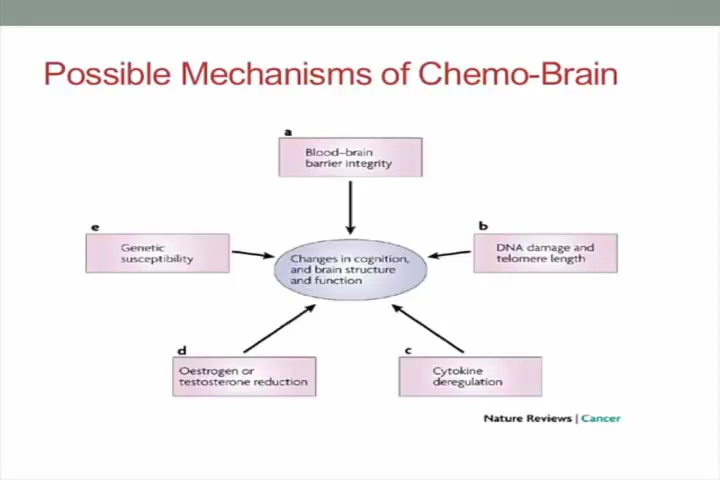 Possible Mechanisms of Chemo-Brain
a
Blood–brain
barrier integrity
e
Genetic
susceptibility
b
DNA damage and
telomere length
Changes in cognition,
and brain structure
and function
d
Oestrogen or
testosterone reduction
c
Cytokine
deregulation
Nature Reviews | Cancer